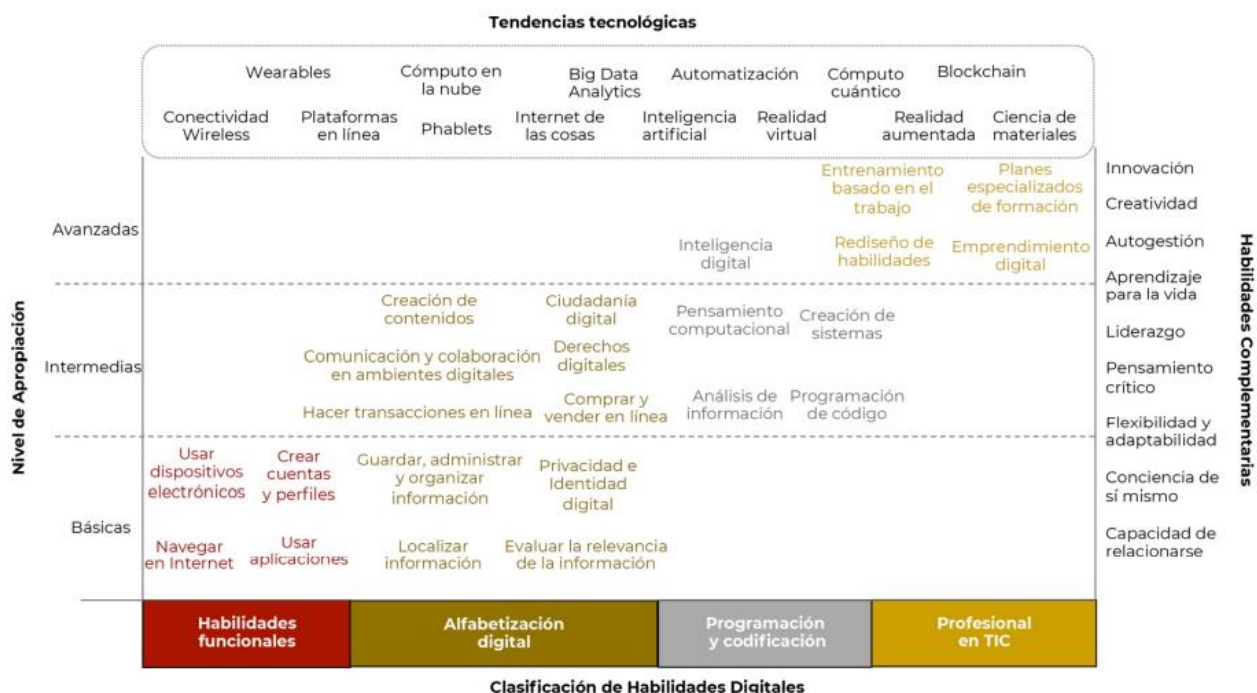 Tendencias tecnológicas
Wearables
Cómputo en
la nube
Big Data
Analytics
Automatización
Cómputo
cuántico
Blockchain
Conectividad
Wireless
Plataformas
en línea
Phablets
Internet de
las cosas
Inteligencia
artificial
Realidad
virtual
Realidad
aumentada
Ciencia de
materiales
Nivel de Apropiación
Avanzadas
Inteligencia
digital
Entrenamiento
basado en el
trabajo
Planes
especializados
de formación
Rediseño de
habilidades
Emprendimiento
digital
Intermedias
Creación de
contenidos
Ciudadanía
digital
Comunicación y colaboración
en ambientes digitales
Derechos
digitales
Hacer transacciones en línea
Comprar y
vender en línea
Pensamiento
computacional
Creación de
sistemas
Análisis de
información
Programación
de código
Básicas
Usar
dispositivos
electrónicos
Crear
cuentas
y perfiles
Guardar, administrar
y organizar
información
Privacidad e
Identidad
digital
Navegar
en Internet
Usar
aplicaciones
Localizar
información
Evaluar la relevancia
de la información
Innovación
Creatividad
Autogestión
Aprendizaje
para la vida
Liderazgo
Pensamiento
crítico
Flexibilidad y
adaptabilidad
Conciencia de
sí mismo
Capacidad de
relacionarse
Habilidades Complementarias
Habilidades
funcionales
Alfabetización
digital
Programación
y codificación
Profesional
en TIC
Clasificación de Habilidades Digitales